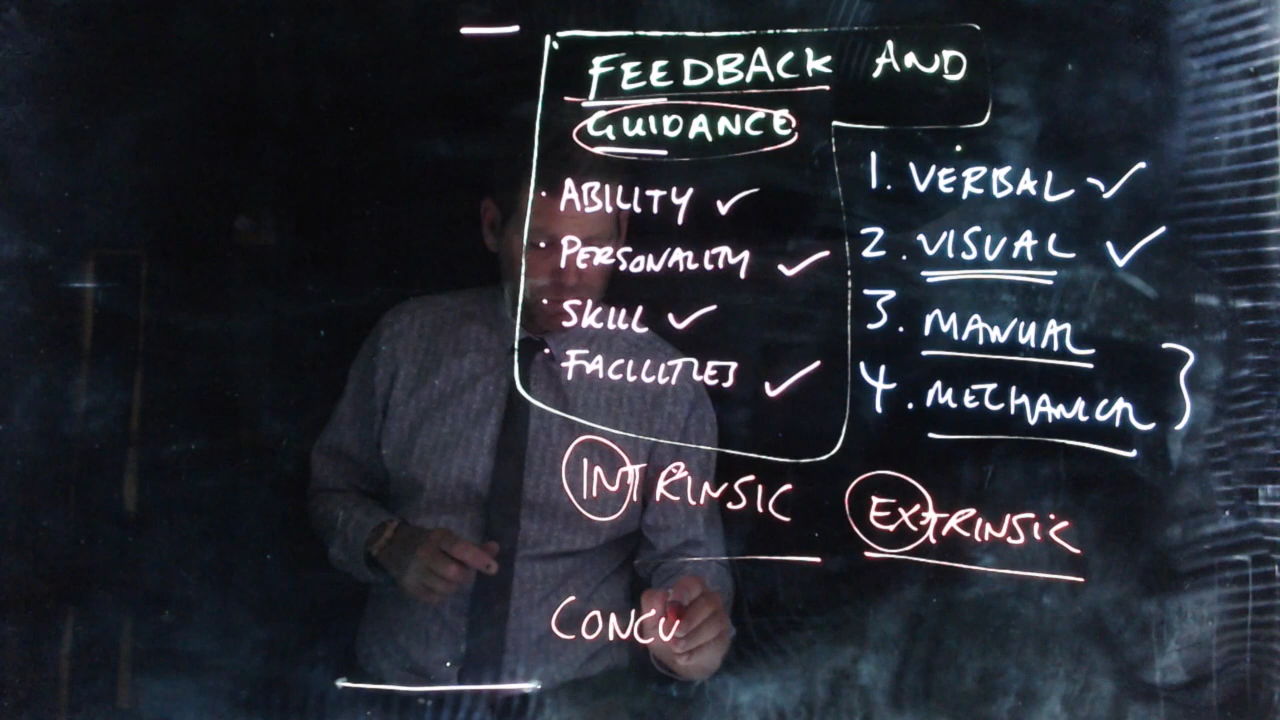 FEEDBACK AND
GUIDANCE
· ABILITY ✓
· PERSONALITY ✓
· SKILL ✓
· FACILITIES ✓
1. VERBAL ✓
2. VISUAL ✓
3. MANUAL
4. MECHANICAL
INTRINSIC EXTRINSIC
CONCU